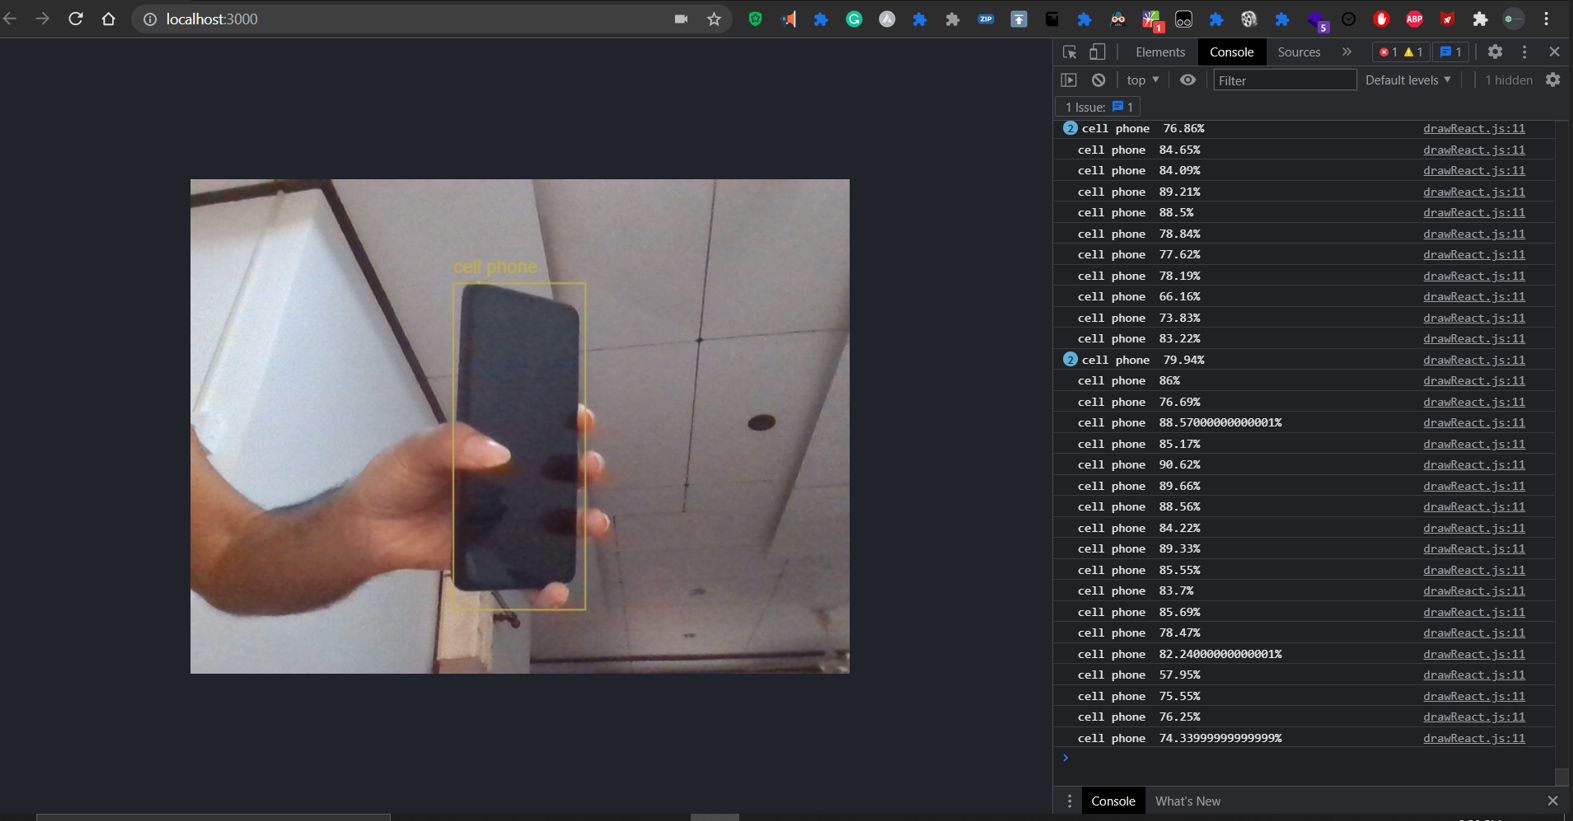 localhost:3000
ZIP
1
5
ABP
Elements Console Sources » 1 1 1
top Filter Default levels 1 hidden
1 Issue: 1
2 cell phone 76.86% drawReact.js:11
cell phone 84.65% drawReact.js:11
cell phone 84.09% drawReact.js:11
cell phone 89.21% drawReact.js:11
cell phone 88.5% drawReact.js:11
cell phone 78.84% drawReact.js:11
cell phone 77.62% drawReact.js:11
cell phone 78.19% drawReact.js:11
cell phone 66.16% drawReact.js:11
cell phone 73.83% drawReact.js:11
cell phone 83.22% drawReact.js:11
2 cell phone 79.94% drawReact.js:11
cell phone 86% drawReact.js:11
cell phone 76.69% drawReact.js:11
cell phone 88.57000000000001% drawReact.js:11
cell phone 85.17% drawReact.js:11
cell phone 90.62% drawReact.js:11
cell phone 89.66% drawReact.js:11
cell phone 88.56% drawReact.js:11
cell phone 84.22% drawReact.js:11
cell phone 89.33% drawReact.js:11
cell phone 85.55% drawReact.js:11
cell phone 83.7% drawReact.js:11
cell phone 85.69% drawReact.js:11
cell phone 78.47% drawReact.js:11
cell phone 82.24000000000001% drawReact.js:11
cell phone 57.95% drawReact.js:11
cell phone 75.55% drawReact.js:11
cell phone 76.25% drawReact.js:11
cell phone 74.33999999999999% drawReact.js:11
Console What's New
cell phone